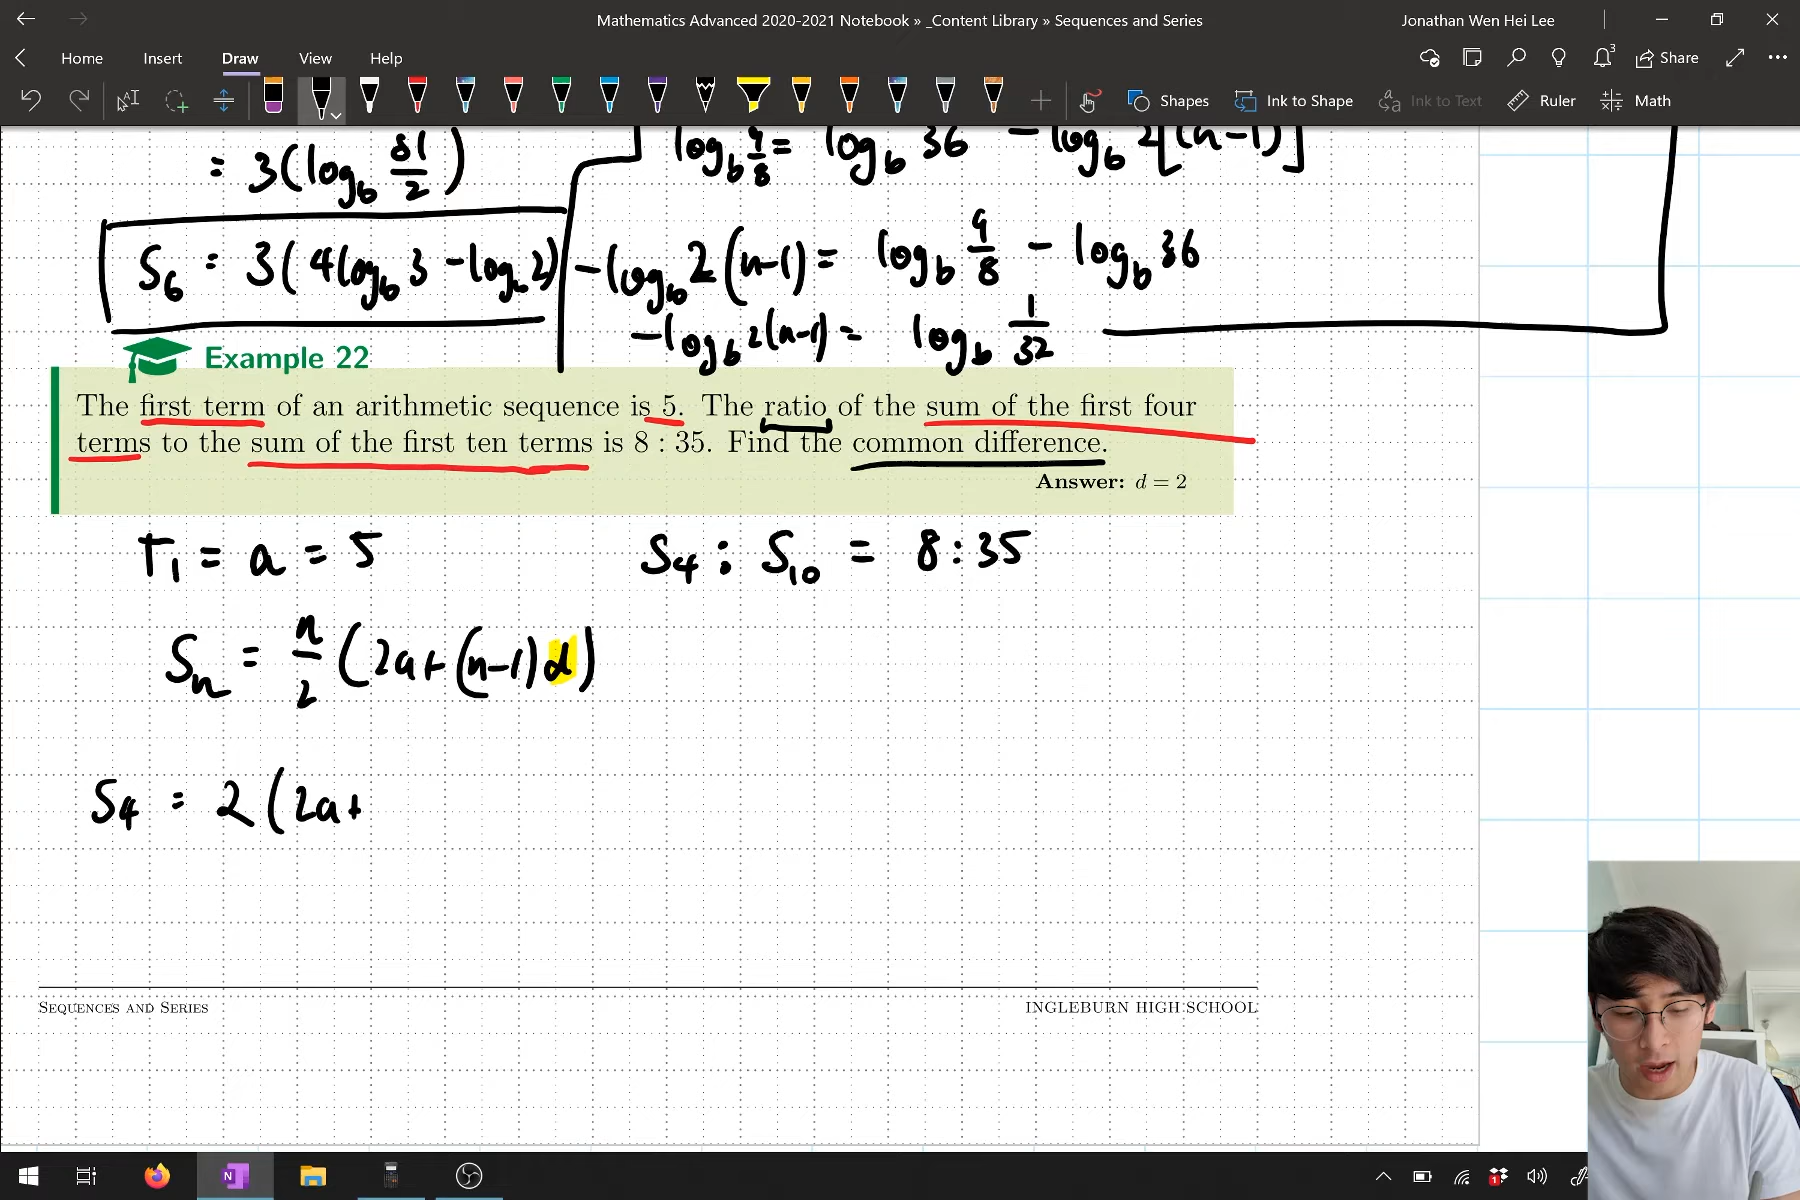 Mathematics Advanced 2020-2021 Notebook » _Content Library » Sequences and Series
Jonathan Wen Hei Lee
Home Insert Draw View Help
3
Share
Shapes
Ink to Shape
Ink to Text
Ruler
Math
= 3(log_b 81/2)
log_b 9/8 = log_b 36 - log_b 2[(n-1)]
S_6 = 3(4log_b 3 - log_b 2)
-log_b 2(n-1) = log_b 9/8 - log_b 36
-log_b 2(n-1) = log_b 1/32
Example 22
The first term of an arithmetic sequence is 5. The ratio of the sum of the first four
terms to the sum of the first ten terms is 8 : 35. Find the common difference.
Answer: d = 2
T_1 = a = 5
S_4 : S_10 = 8:35
S_n = n/2 (2a+(n-1)d)
S_4 = 2(2a+
SEQUENCES AND SERIES
INGLEBURN HIGH SCHOOL
N
1